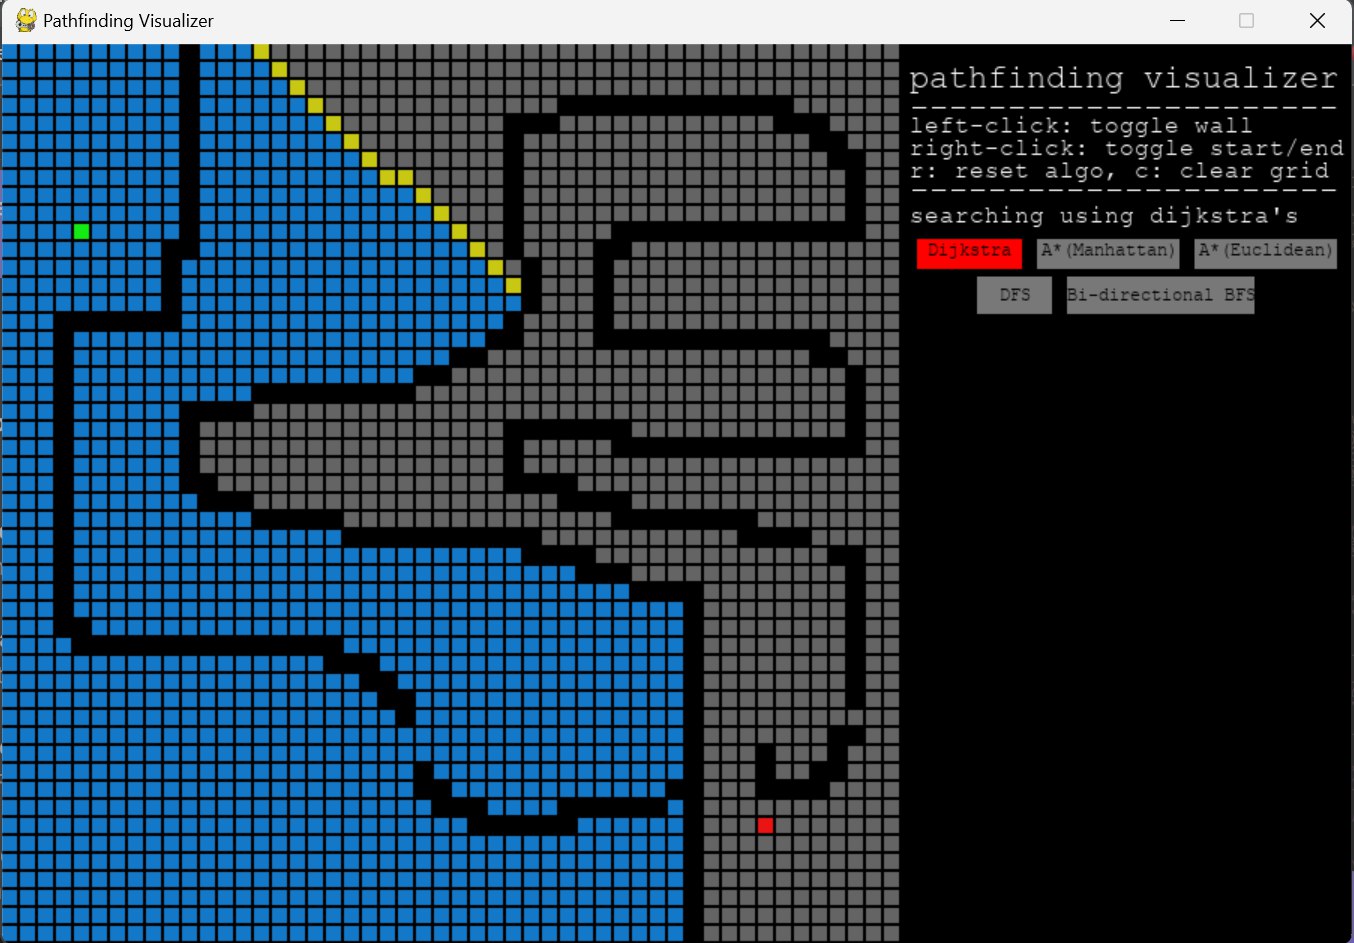 Pathfinding Visualizer
pathfinding visualizer
----------------------
left-click: toggle wall
right-click: toggle start/end
r: reset algo, c: clear grid
----------------------
searching using dijkstra's
Dijkstra A*(Manhattan) A*(Euclidean)
DFS Bi-directional BFS